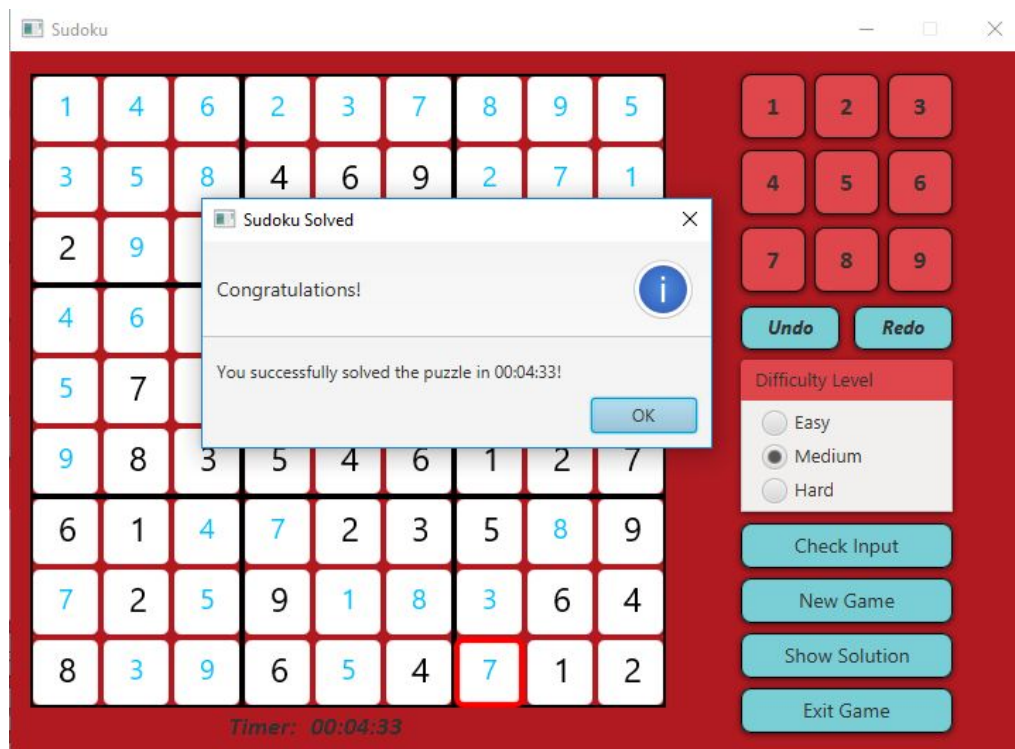 Sudoku
1 4 6 2 3 7 8 9 5 1 2 3
3 5 8 4 6 9 2 7 1 4 5 6
Sudoku Solved
2 9 7 8 9
Congratulations!
4 6 Undo Redo
You successfully solved the puzzle in 00:04:33!
5 7 Difficulty Level
OK
Easy
9 8 3 5 4 6 1 2 7 Medium
Hard
6 1 4 7 2 3 5 8 9 Check Input
7 2 5 9 1 8 3 6 4 New Game
8 3 9 6 5 4 7 1 2 Show Solution
Exit Game
Timer: 00:04:33